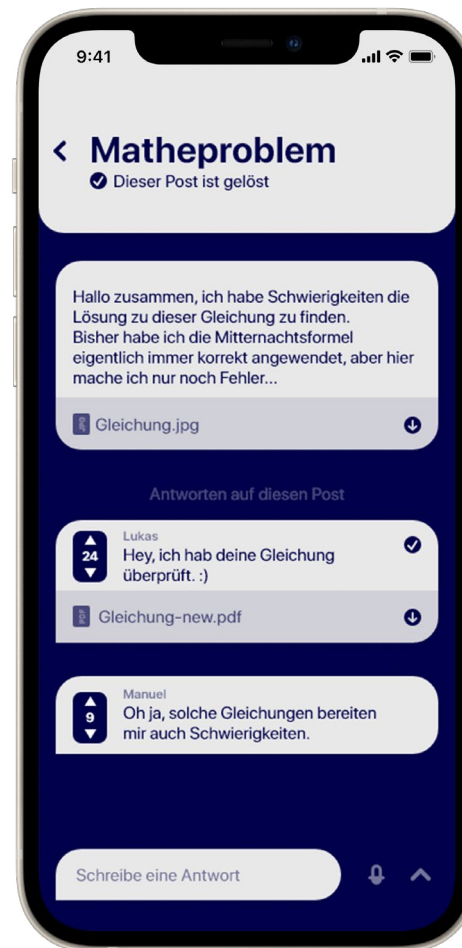 9:41
Matheproblem
Dieser Post ist gelöst
Hallo zusammen, ich habe Schwierigkeiten die
Lösung zu dieser Gleichung zu finden.
Bisher habe ich die Mitternachtsformel
eigentlich immer korrekt angewendet, aber hier
mache ich nur noch Fehler...
JPG
Gleichung.jpg
Antworten auf diesen Post
Lukas
24
Hey, ich hab deine Gleichung
überprüft. :)
PDF
Gleichung-new.pdf
Manuel
9
Oh ja, solche Gleichungen bereiten
mir auch Schwierigkeiten.
Schreibe eine Antwort